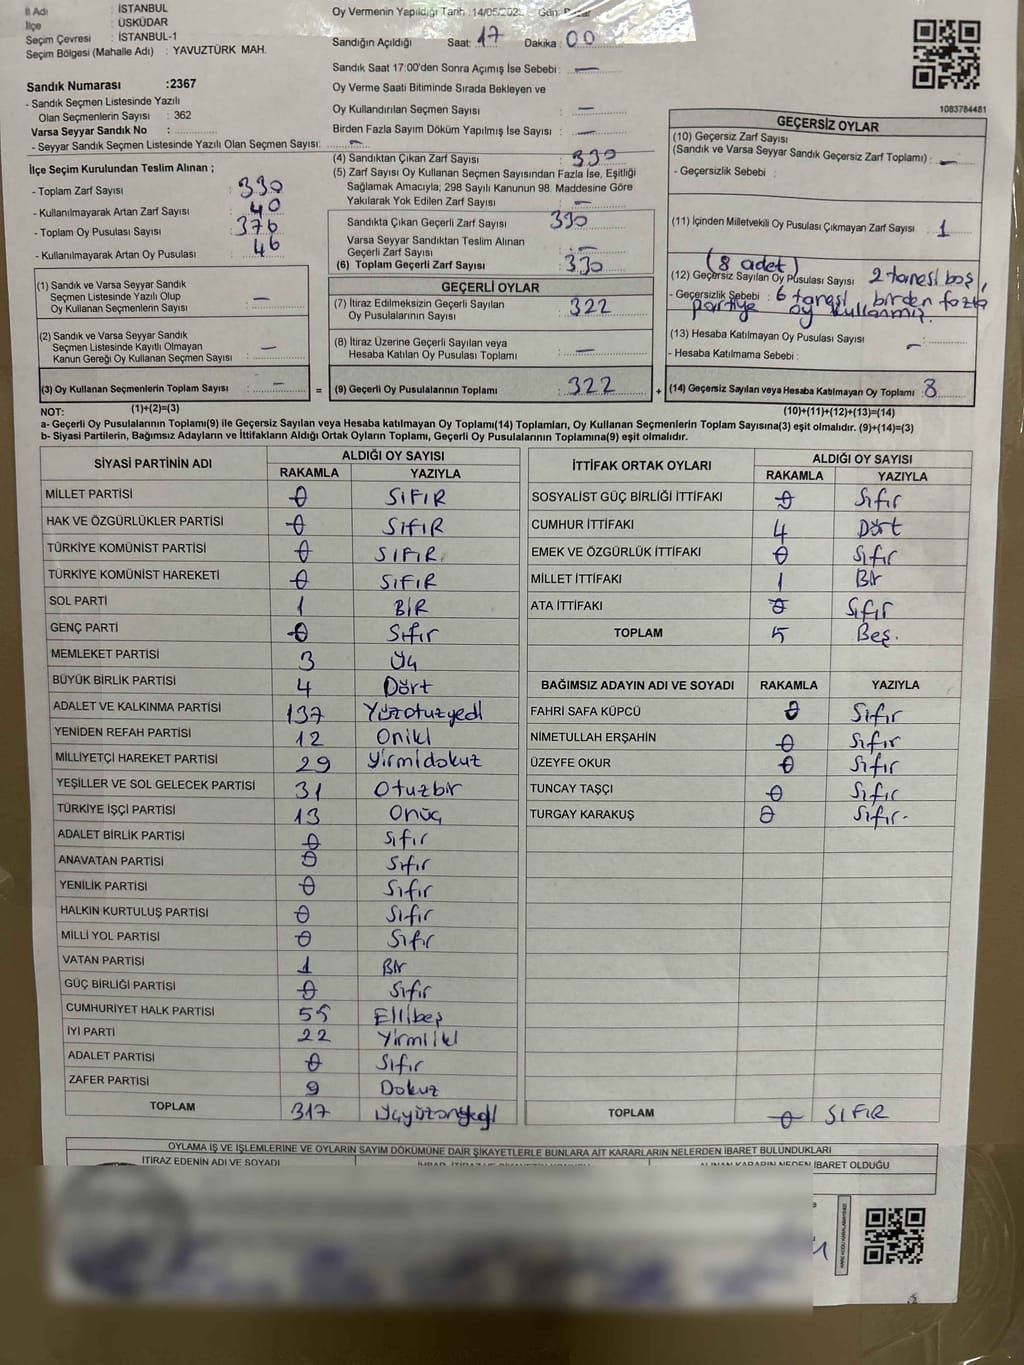 İl Adı : İSTANBUL
İlçe : ÜSKÜDAR
Seçim Çevresi : İSTANBUL-1
Seçim Bölgesi (Mahalle Adı) : YAVUZTÜRK MAH.
Sandık Numarası :2367
- Sandık Seçmen Listesinde Yazılı
Olan Seçmenlerin Sayısı : 362
Varsa Seyyar Sandık No :
- Seyyar Sandık Seçmen Listesinde Yazılı Olan Seçmen Sayısı: —
İlçe Seçim Kurulundan Teslim Alınan ;
- Toplam Zarf Sayısı : 330
- Kullanılmayarak Artan Zarf Sayısı : 40
- Toplam Oy Pusulası Sayısı : 376
- Kullanılmayarak Artan Oy Pusulası : 46
(1) Sandık ve Varsa Seyyar Sandık
Seçmen Listesinde Yazılı Olup
Oy Kullanan Seçmenlerin Sayısı : —
(2) Sandık ve Varsa Seyyar Sandık
Seçmen Listesinde Kayıtlı Olmayan
Kanun Gereği Oy Kullanan Seçmen Sayısı : —
(3) Oy Kullanan Seçmenlerin Toplam Sayısı : —
Oy Vermenin Yapıldığı Tarih :14/05/202 Gün:
Sandığın Açıldığı Saat: 17 Dakika : 00
Sandık Saat 17:00'den Sonra Açımış İse Sebebi: —
Oy Verme Saati Bitiminde Sırada Bekleyen ve
Oy Kullandırılan Seçmen Sayısı : —
Birden Fazla Sayım Döküm Yapılmış İse Sayısı : —
(4) Sandıktan Çıkan Zarf Sayısı : 330
(5) Zarf Sayısı Oy Kullanan Seçmen Sayısından Fazla İse, Eşitliği
Sağlamak Amacıyla; 298 Sayılı Kanunun 98. Maddesine Göre
Yakılarak Yok Edilen Zarf Sayısı : —
Sandıkta Çıkan Geçerli Zarf Sayısı : 330
Varsa Seyyar Sandıktan Teslim Alınan
Geçerli Zarf Sayısı : —
(6) Toplam Geçerli Zarf Sayısı : 330
GEÇERLİ OYLAR
(7) İtiraz Edilmeksizin Geçerli Sayılan
Oy Pusulalarının Sayısı : 322
(8) İtiraz Üzerine Geçerli Sayılan veya
Hesaba Katılan Oy Pusulası Toplamı : —
= (9) Geçerli Oy Pusulalarının Toplamı : 322
1083784481
GEÇERSİZ OYLAR
(10) Geçersiz Zarf Sayısı
(Sandık ve Varsa Seyyar Sandık Geçersiz Zarf Toplamı) : —
- Geçersizlik Sebebi :
(11) İçinden Milletvekili Oy Pusulası Çıkmayan Zarf Sayısı : 1
(8 adet)
(12) Geçersiz Sayılan Oy Pusulası Sayısı 2 tanesi boş,
- Geçersizlik Sebebi : 6 tanesi birden fazla
partiye oy kullanmış.
(13) Hesaba Katılmayan Oy Pusulası Sayısı : —
- Hesaba Katılmama Sebebi :
+ (14) Geçersiz Sayılan veya Hesaba Katılmayan Oy Toplamı : 8
NOT: (1)+(2)=(3) (10)+(11)+(12)+(13)=(14)
a- Geçerli Oy Pusulalarının Toplamı(9) ile Geçersiz Sayılan veya Hesaba katılmayan Oy Toplamı(14) Toplamları, Oy Kullanan Seçmenlerin Toplam Sayısına(3) eşit olmalıdır. (9)+(14)=(3)
b- Siyasi Partilerin, Bağımsız Adayların ve İttifakların Aldığı Ortak Oyların Toplamı, Geçerli Oy Pusulalarının Toplamına(9) eşit olmalıdır.
SİYASİ PARTİNİN ADI ALDIĞI OY SAYISI
RAKAMLA YAZIYLA
MİLLET PARTİSİ 0 SIFIR
HAK VE ÖZGÜRLÜKLER PARTİSİ 0 SIFIR
TÜRKİYE KOMÜNİST PARTİSİ 0 SIFIR
TÜRKİYE KOMÜNİST HAREKETİ 0 SIFIR
SOL PARTİ 1 BİR
GENÇ PARTİ 0 Sıfır
MEMLEKET PARTİSİ 3 Üç
BÜYÜK BİRLİK PARTİSİ 4 Dört
ADALET VE KALKINMA PARTİSİ 137 Yüzotuzyedi
YENİDEN REFAH PARTİSİ 12 Oniki
MİLLİYETÇİ HAREKET PARTİSİ 29 Yirmidokuz
YEŞİLLER VE SOL GELECEK PARTİSİ 31 Otuzbir
TÜRKİYE İŞÇİ PARTİSİ 13 Onüç
ADALET BİRLİK PARTİSİ 0 Sıfır
ANAVATAN PARTİSİ 0 Sıfır
YENİLİK PARTİSİ 0 Sıfır
HALKIN KURTULUŞ PARTİSİ 0 Sıfır
MİLLİ YOL PARTİSİ 0 Sıfır
VATAN PARTİSİ 1 Bir
GÜÇ BİRLİĞİ PARTİSİ 0 Sıfır
CUMHURİYET HALK PARTİSİ 55 Ellibeş
İYİ PARTİ 22 Yirmiiki
ADALET PARTİSİ 0 Sıfır
ZAFER PARTİSİ 9 Dokuz
TOPLAM 317 Üçyüzonyedi
İTTİFAK ORTAK OYLARI ALDIĞI OY SAYISI
RAKAMLA YAZIYLA
SOSYALİST GÜÇ BİRLİĞİ İTTİFAKI 0 Sıfır
CUMHUR İTTİFAKI 4 Dört
EMEK VE ÖZGÜRLÜK İTTİFAKI 0 Sıfır
MİLLET İTTİFAKI 1 Bir
ATA İTTİFAKI 0 Sıfır
TOPLAM 5 Beş.
BAĞIMSIZ ADAYIN ADI VE SOYADI RAKAMLA YAZIYLA
FAHRİ SAFA KÜPCÜ 0 Sıfır
NİMETULLAH ERŞAHİN 0 Sıfır
ÜZEYFE OKUR 0 Sıfır
TUNCAY TAŞÇI 0 Sıfır
TURGAY KARAKUŞ 0 Sıfır.
TOPLAM 0 SIFIR
OYLAMA İŞ VE İŞLEMLERİNE VE OYLARIN SAYIM DÖKÜMÜNE DAİR ŞİKAYETLERLE BUNLARA AİT KARARLARIN NELERDEN İBARET BULUNDUKLARI
İTİRAZ EDENİN ADI VE SOYADI ALINAN KARARIN NEDEN İBARET OLDUĞU